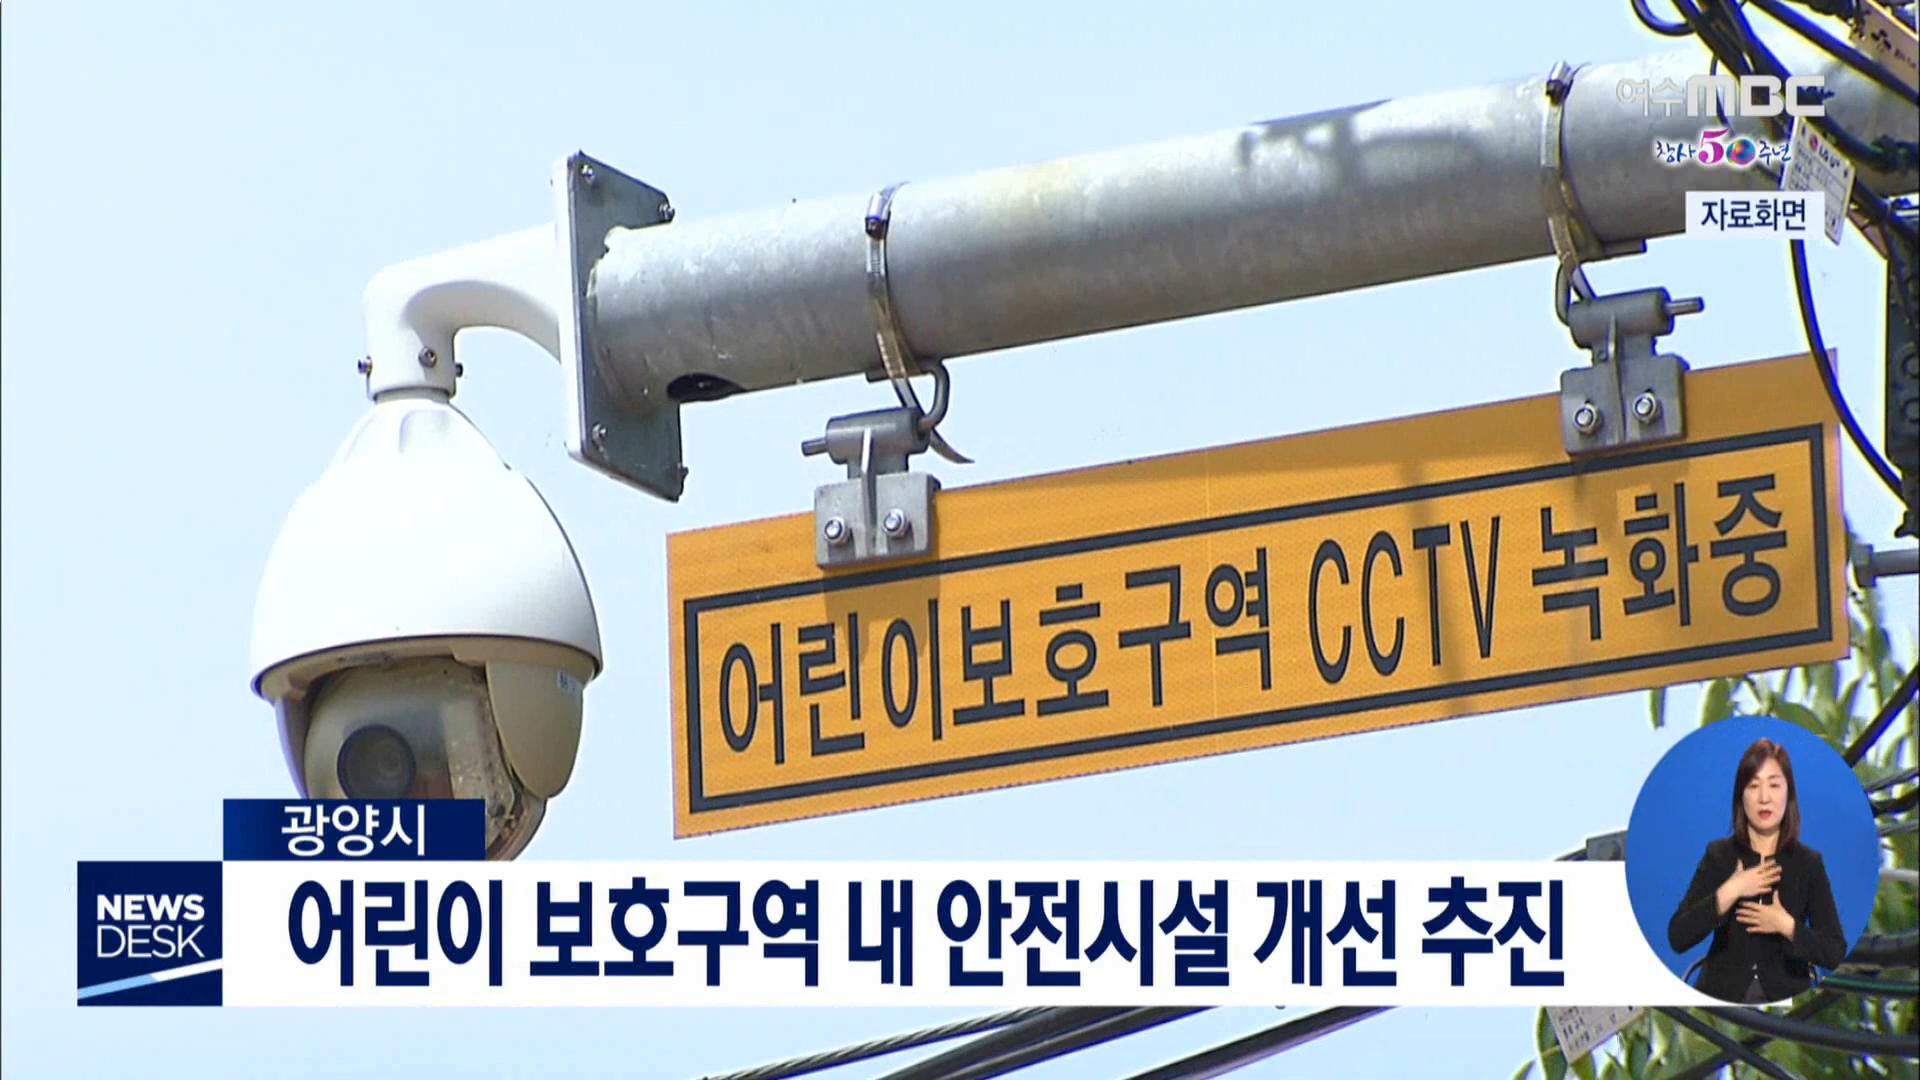 여수MBC
창사50주년
자료화면
어린이보호구역 CCTV 녹화중
광양시
NEWS
DESK
어린이 보호구역 내 안전시설 개선 추진